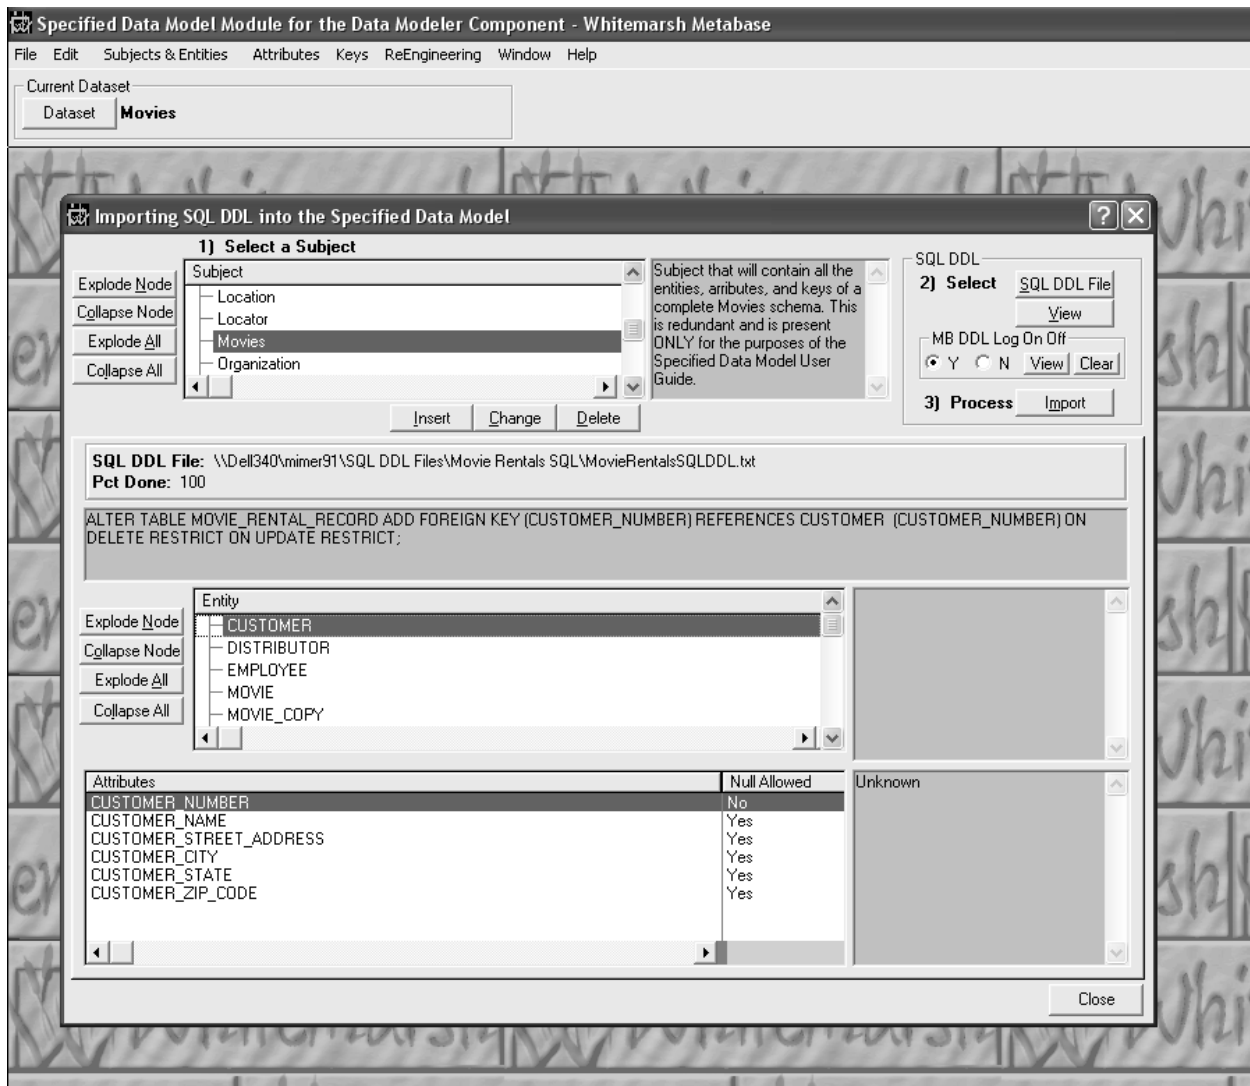 Specified Data Model Module for the Data Modeler Component - Whitemarsh Metabase
File Edit Subjects & Entities Attributes Keys ReEngineering Window Help
Current Dataset
Dataset Movies
Importing SQL DDL into the Specified Data Model
1) Select a Subject
Explode Node
Collapse Node
Explode All
Collapse All
Subject
Location
Locator
Movies
Organization
Subject that will contain all the
entities, arributes, and keys of a
complete Movies schema. This
is redundant and is present
ONLY for the purposes of the
Specified Data Model User
Guide.
SQL DDL
2) Select SQL DDL File
View
MB DDL Log On Off
Y N View Clear
3) Process Import
Insert Change Delete
SQL DDL File: \\Dell340\mimer91\SQL DDL Files\Movie Rentals SQL\MovieRentalsSQLDDL.txt
Pct Done: 100
ALTER TABLE MOVIE_RENTAL_RECORD ADD FOREIGN KEY (CUSTOMER_NUMBER) REFERENCES CUSTOMER (CUSTOMER_NUMBER) ON
DELETE RESTRICT ON UPDATE RESTRICT;
Explode Node
Collapse Node
Explode All
Collapse All
Entity
CUSTOMER
DISTRIBUTOR
EMPLOYEE
MOVIE
MOVIE_COPY
Attributes Null Allowed
CUSTOMER_NUMBER No
CUSTOMER_NAME Yes
CUSTOMER_STREET_ADDRESS Yes
CUSTOMER_CITY Yes
CUSTOMER_STATE Yes
CUSTOMER_ZIP_CODE Yes
Unknown
Close